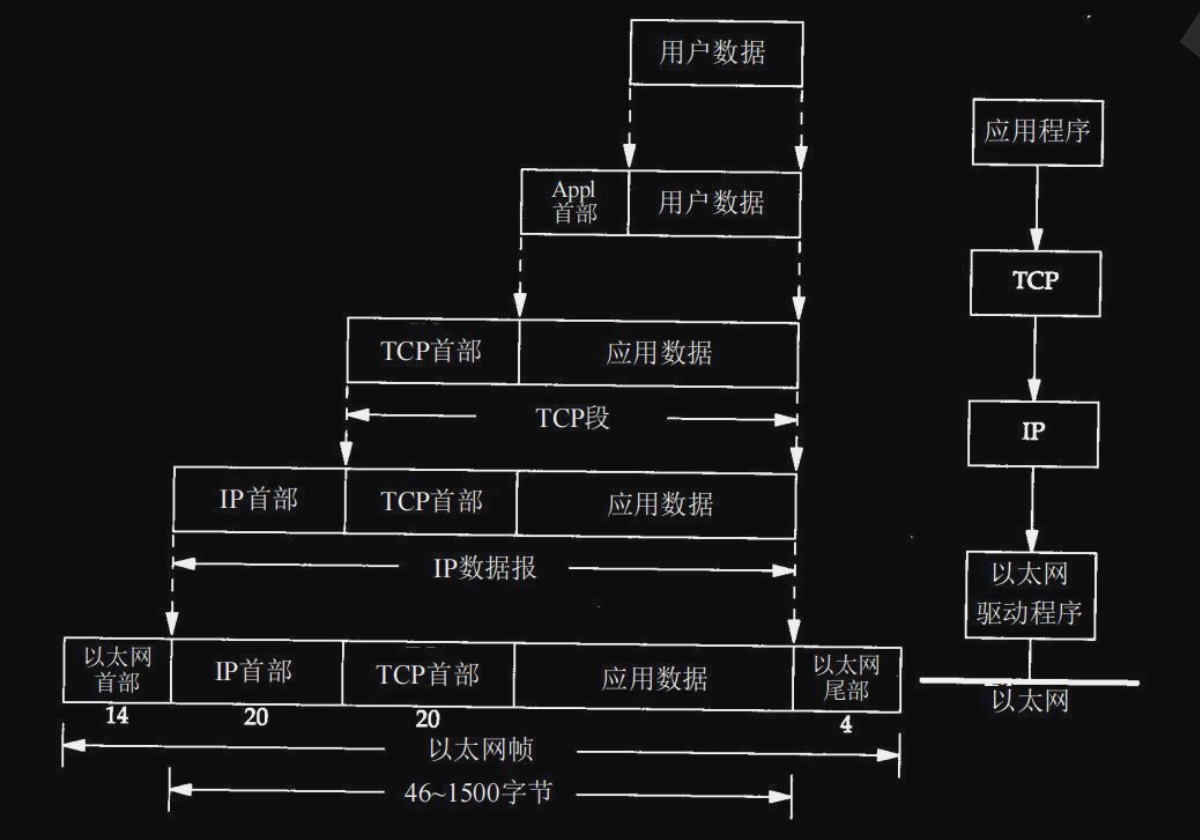 用户数据
应用程序
Appl
首部
用户数据
TCP
TCP首部
应用数据
TCP段
IP
IP首部
TCP首部
应用数据
IP数据报
以太网
驱动程序
以太网
首部
IP首部
TCP首部
应用数据
以太网
尾部
以太网
14
20
20
4
以太网帧
46~1500字节